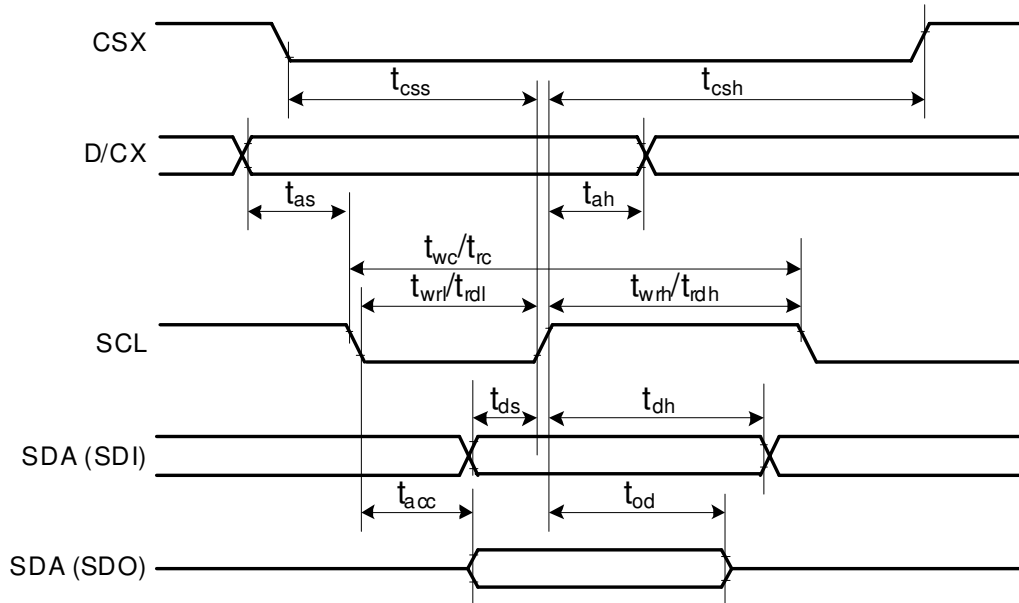 CSX
tcss
tcsh
D/CX
tas
tah
twc/trc
twrl/trdl
twrh/trdh
SCL
tds
tdh
SDA (SDI)
tacc
tod
SDA (SDO)